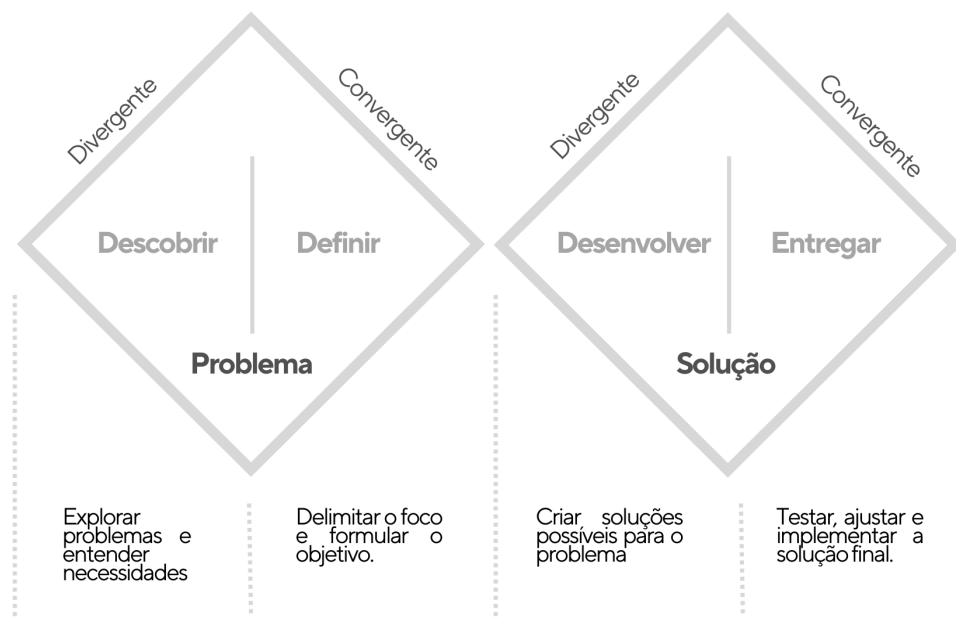 Divergente
Convergente
Descobrir
Definir
Problema
Divergente
Convergente
Desenvolver
Entregar
Solução
Explorar
problemas e
entender
necessidades
Delimitar o foco
e formular o
objetivo.
Criar soluções
possíveis para o
problema
Testar, ajustar e
implementar a
solução final.